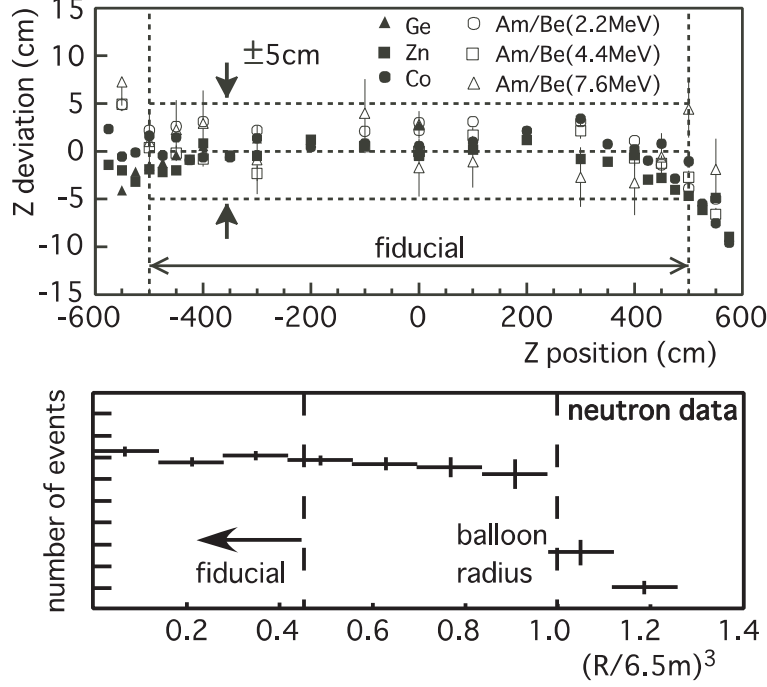 15
10
5
0
-5
-10
-15
Z deviation (cm)
±5cm
Ge
Zn
Co
Am/Be(2.2MeV)
Am/Be(4.4MeV)
Am/Be(7.6MeV)
fiducial
-600 -400 -200 0 200 400 600
Z position (cm)
number of events
neutron data
fiducial
balloon
radius
0.2 0.4 0.6 0.8 1.0 1.2 1.4
(R/6.5m)³